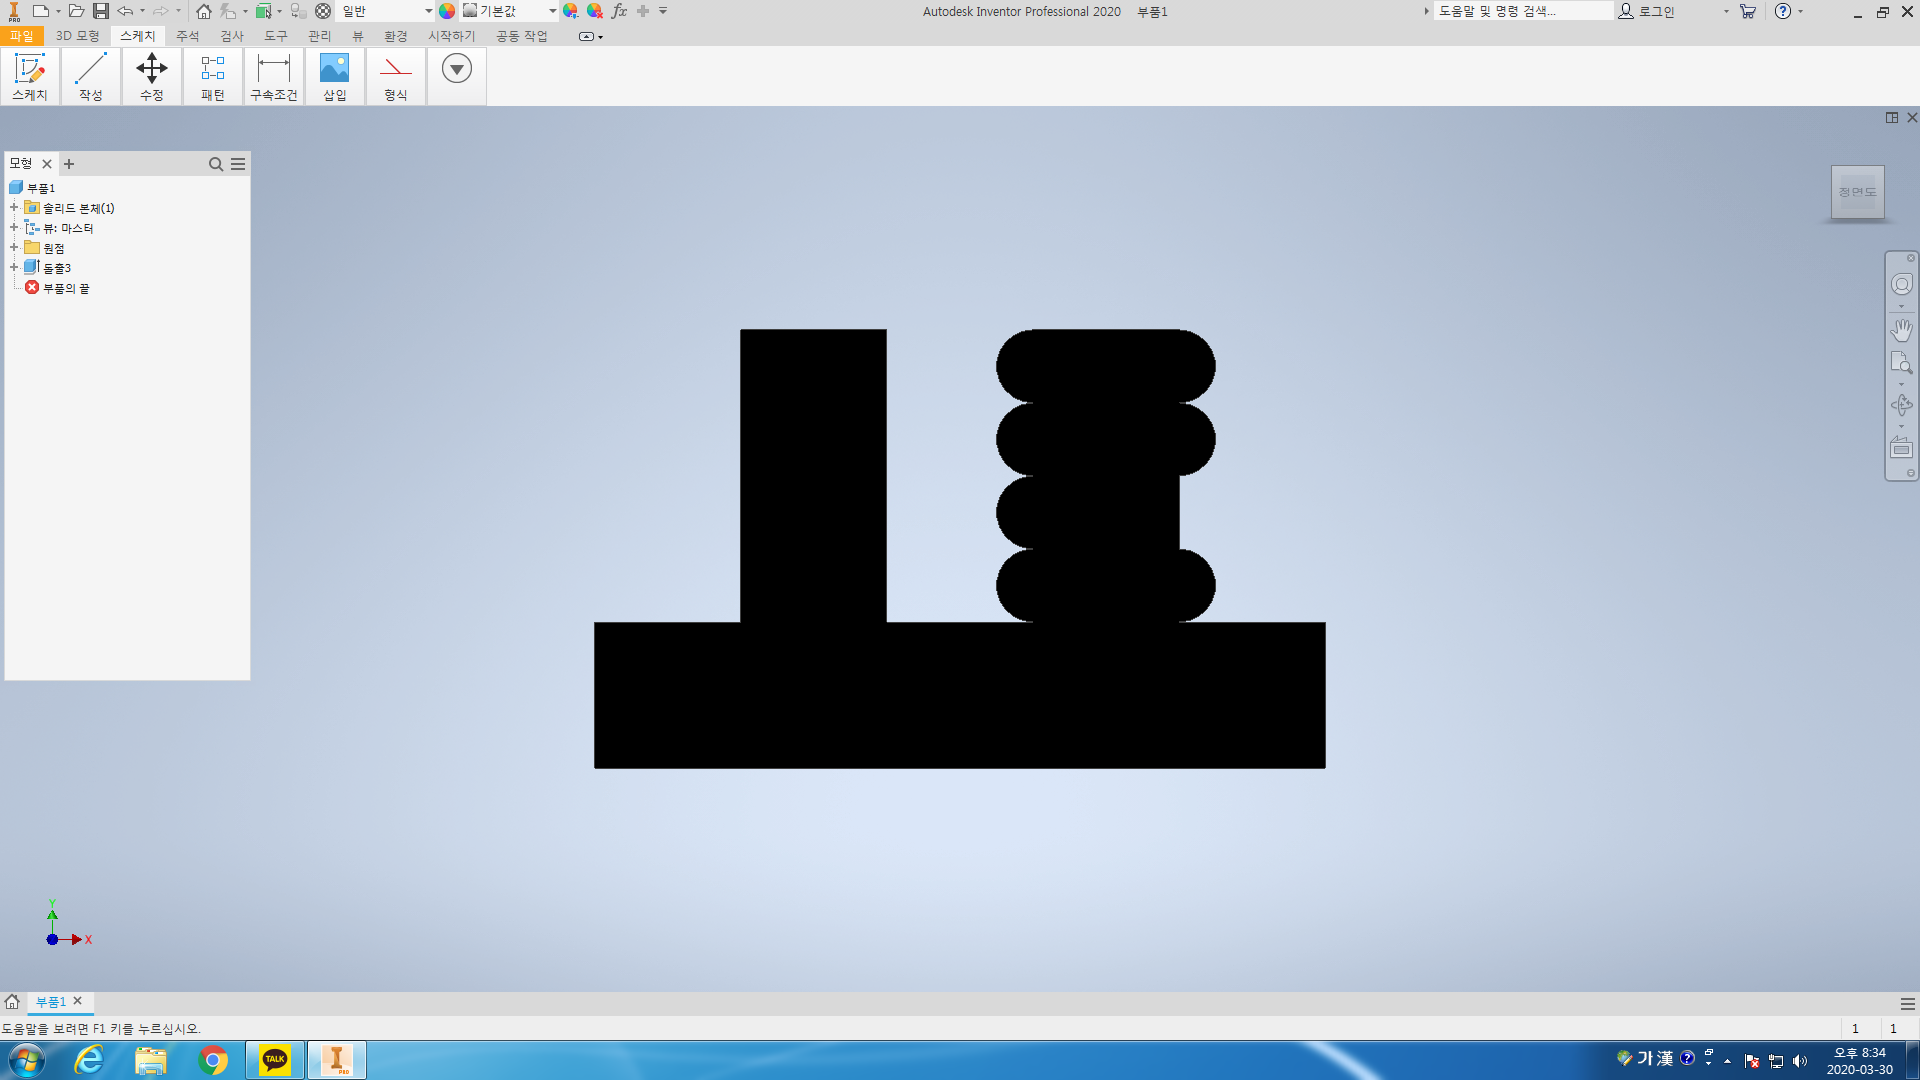 일반
기본값
Autodesk Inventor Professional 2020 부품1
도움말 및 명령 검색...
로그인
파일 3D 모형 스케치 주석 검사 도구 관리 뷰 환경 시작하기 공동 작업
스케치 작성 수정 패턴 구속조건 삽입 형식
모형
부품1
솔리드 본체(1)
뷰: 마스터
원점
돌출3
부품의 끝
정면도
Y
X
부품1
도움말을 보려면 F1 키를 누르십시오.
1 1
TALK
PRO
가 漢
오후 8:34
2020-03-30